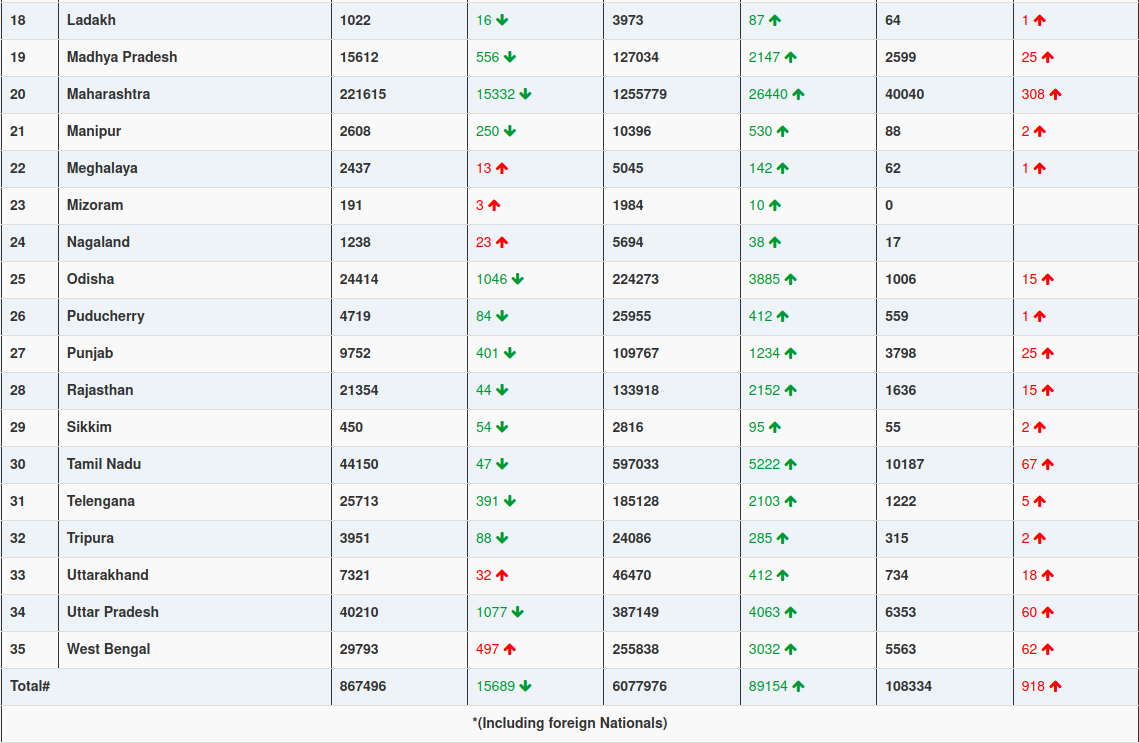 18 Ladakh 1022 16 3973 87 64 1
19 Madhya Pradesh 15612 556 127034 2147 2599 25
20 Maharashtra 221615 15332 1255779 26440 40040 308
21 Manipur 2608 250 10396 530 88 2
22 Meghalaya 2437 13 5045 142 62 1
23 Mizoram 191 3 1984 10 0
24 Nagaland 1238 23 5694 38 17
25 Odisha 24414 1046 224273 3885 1006 15
26 Puducherry 4719 84 25955 412 559 1
27 Punjab 9752 401 109767 1234 3798 25
28 Rajasthan 21354 44 133918 2152 1636 15
29 Sikkim 450 54 2816 95 55 2
30 Tamil Nadu 44150 47 597033 5222 10187 67
31 Telengana 25713 391 185128 2103 1222 5
32 Tripura 3951 88 24086 285 315 2
33 Uttarakhand 7321 32 46470 412 734 18
34 Uttar Pradesh 40210 1077 387149 4063 6353 60
35 West Bengal 29793 497 255838 3032 5563 62
Total# 867496 15689 6077976 89154 108334 918
*(Including foreign Nationals)